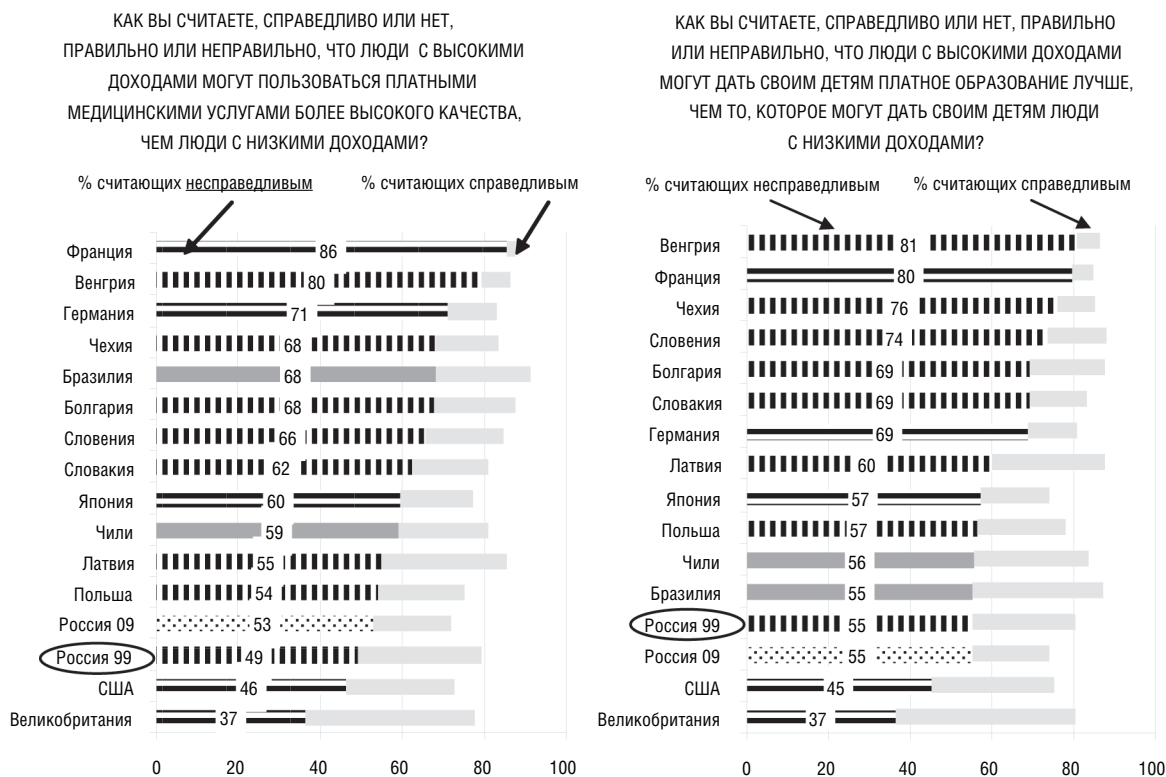 КАК ВЫ СЧИТАЕТЕ, СПРАВЕДЛИВО ИЛИ НЕТ,
ПРАВИЛЬНО ИЛИ НЕПРАВИЛЬНО, ЧТО ЛЮДИ С ВЫСОКИМИ
ДОХОДАМИ МОГУТ ПОЛЬЗОВАТЬСЯ ПЛАТНЫМИ
МЕДИЦИНСКИМИ УСЛУГАМИ БОЛЕЕ ВЫСОКОГО КАЧЕСТВА,
ЧЕМ ЛЮДИ С НИЗКИМИ ДОХОДАМИ?
% считающих несправедливым % считающих справедливым
Франция 86
Венгрия 80
Германия 71
Чехия 68
Бразилия 68
Болгария 68
Словения 66
Словакия 62
Япония 60
Чили 59
Латвия 55
Польша 54
Россия 09 53
Россия 99 49
США 46
Великобритания 37
0 20 40 60 80 100
КАК ВЫ СЧИТАЕТЕ, СПРАВЕДЛИВО ИЛИ НЕТ, ПРАВИЛЬНО
ИЛИ НЕПРАВИЛЬНО, ЧТО ЛЮДИ С ВЫСОКИМИ ДОХОДАМИ
МОГУТ ДАТЬ СВОИМ ДЕТЯМ ПЛАТНОЕ ОБРАЗОВАНИЕ ЛУЧШЕ,
ЧЕМ ТО, КОТОРОЕ МОГУТ ДАТЬ СВОИМ ДЕТЯМ ЛЮДИ
С НИЗКИМИ ДОХОДАМИ?
% считающих несправедливым % считающих справедливым
Венгрия 81
Франция 80
Чехия 76
Словения 74
Болгария 69
Словакия 69
Германия 69
Латвия 60
Япония 57
Польша 57
Чили 56
Бразилия 55
Россия 99 55
Россия 09 55
США 45
Великобритания 37
0 20 40 60 80 100